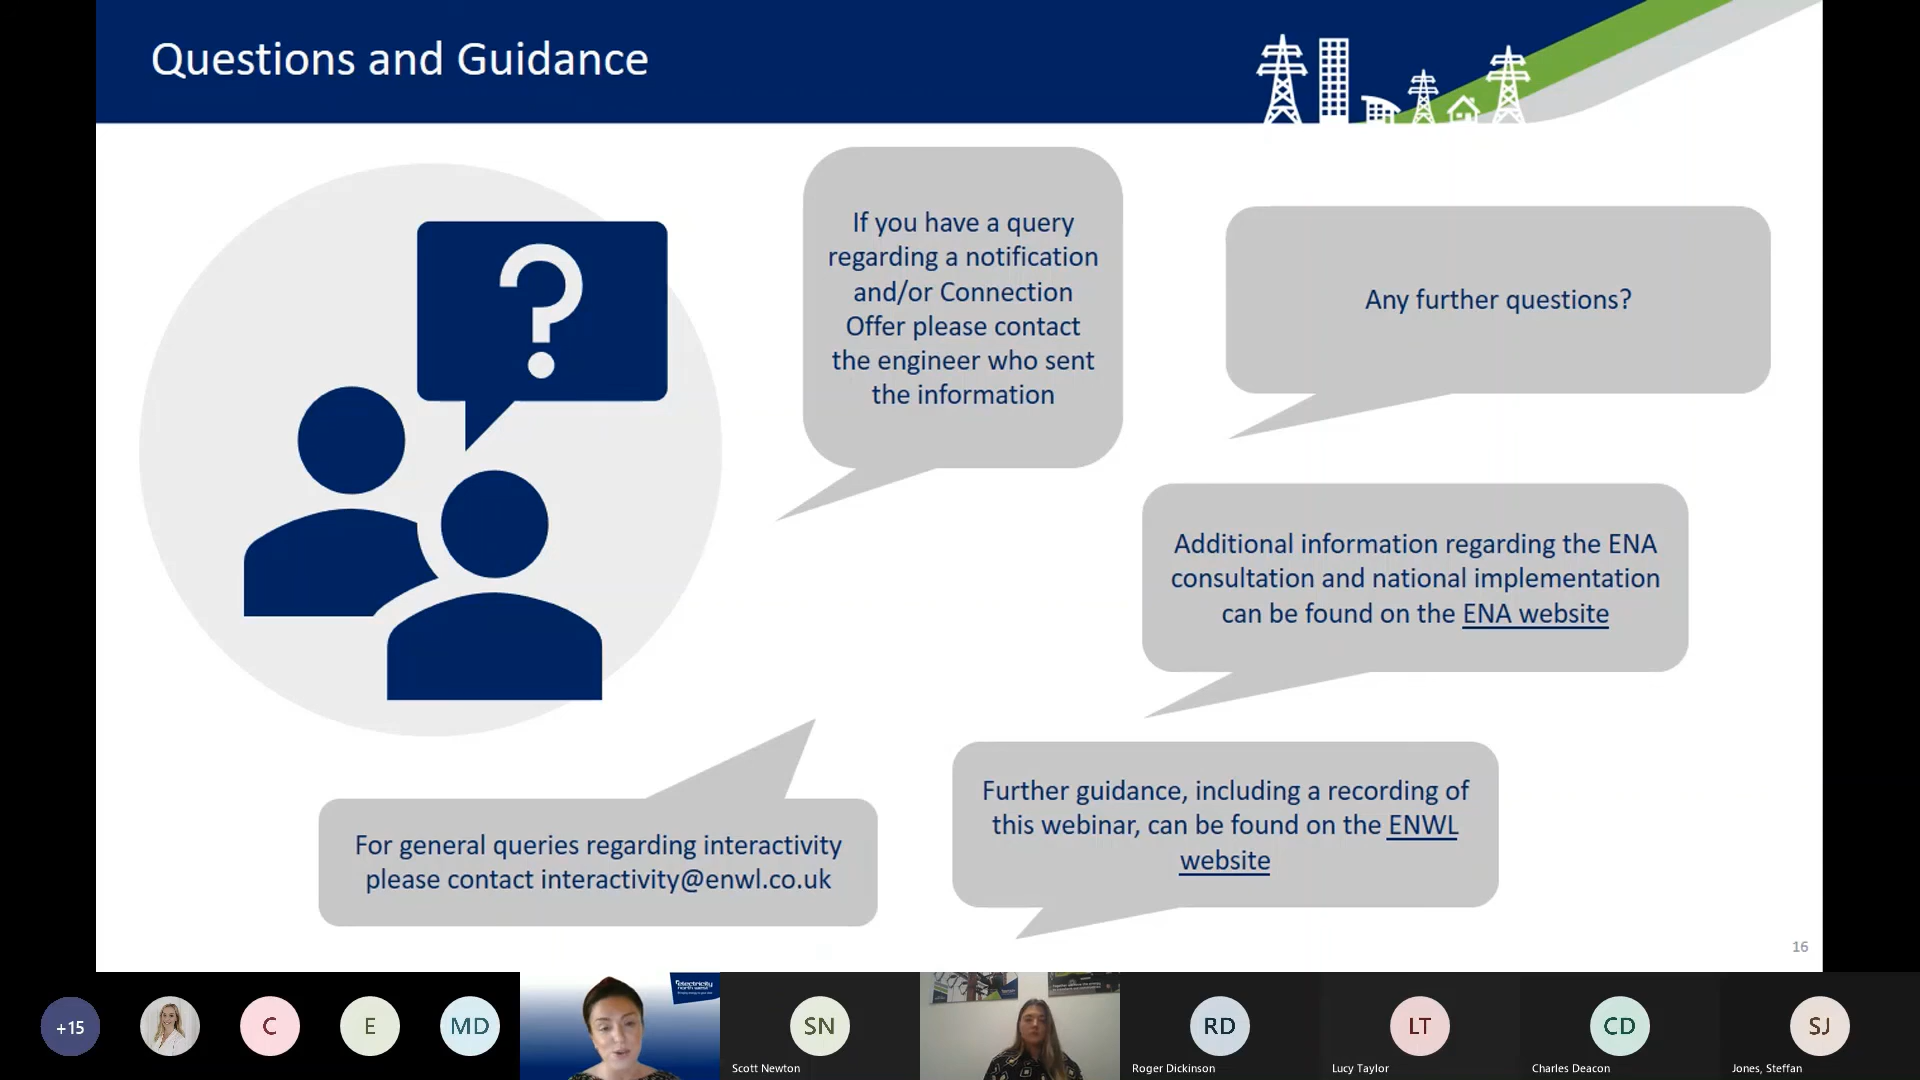 Questions and Guidance
?
If you have a query
regarding a notification
and/or Connection
Offer please contact
the engineer who sent
the information
Any further questions?
Additional information regarding the ENA
consultation and national implementation
can be found on the ENA website
Further guidance, including a recording of
this webinar, can be found on the ENWL
website
For general queries regarding interactivity
please contact interactivity@enwl.co.uk
16
+15
C
E
MD
electricity
north west
SN
Scott Newton
RD
Roger Dickinson
LT
Lucy Taylor
CD
Charles Deacon
SJ
Jones, Steffan